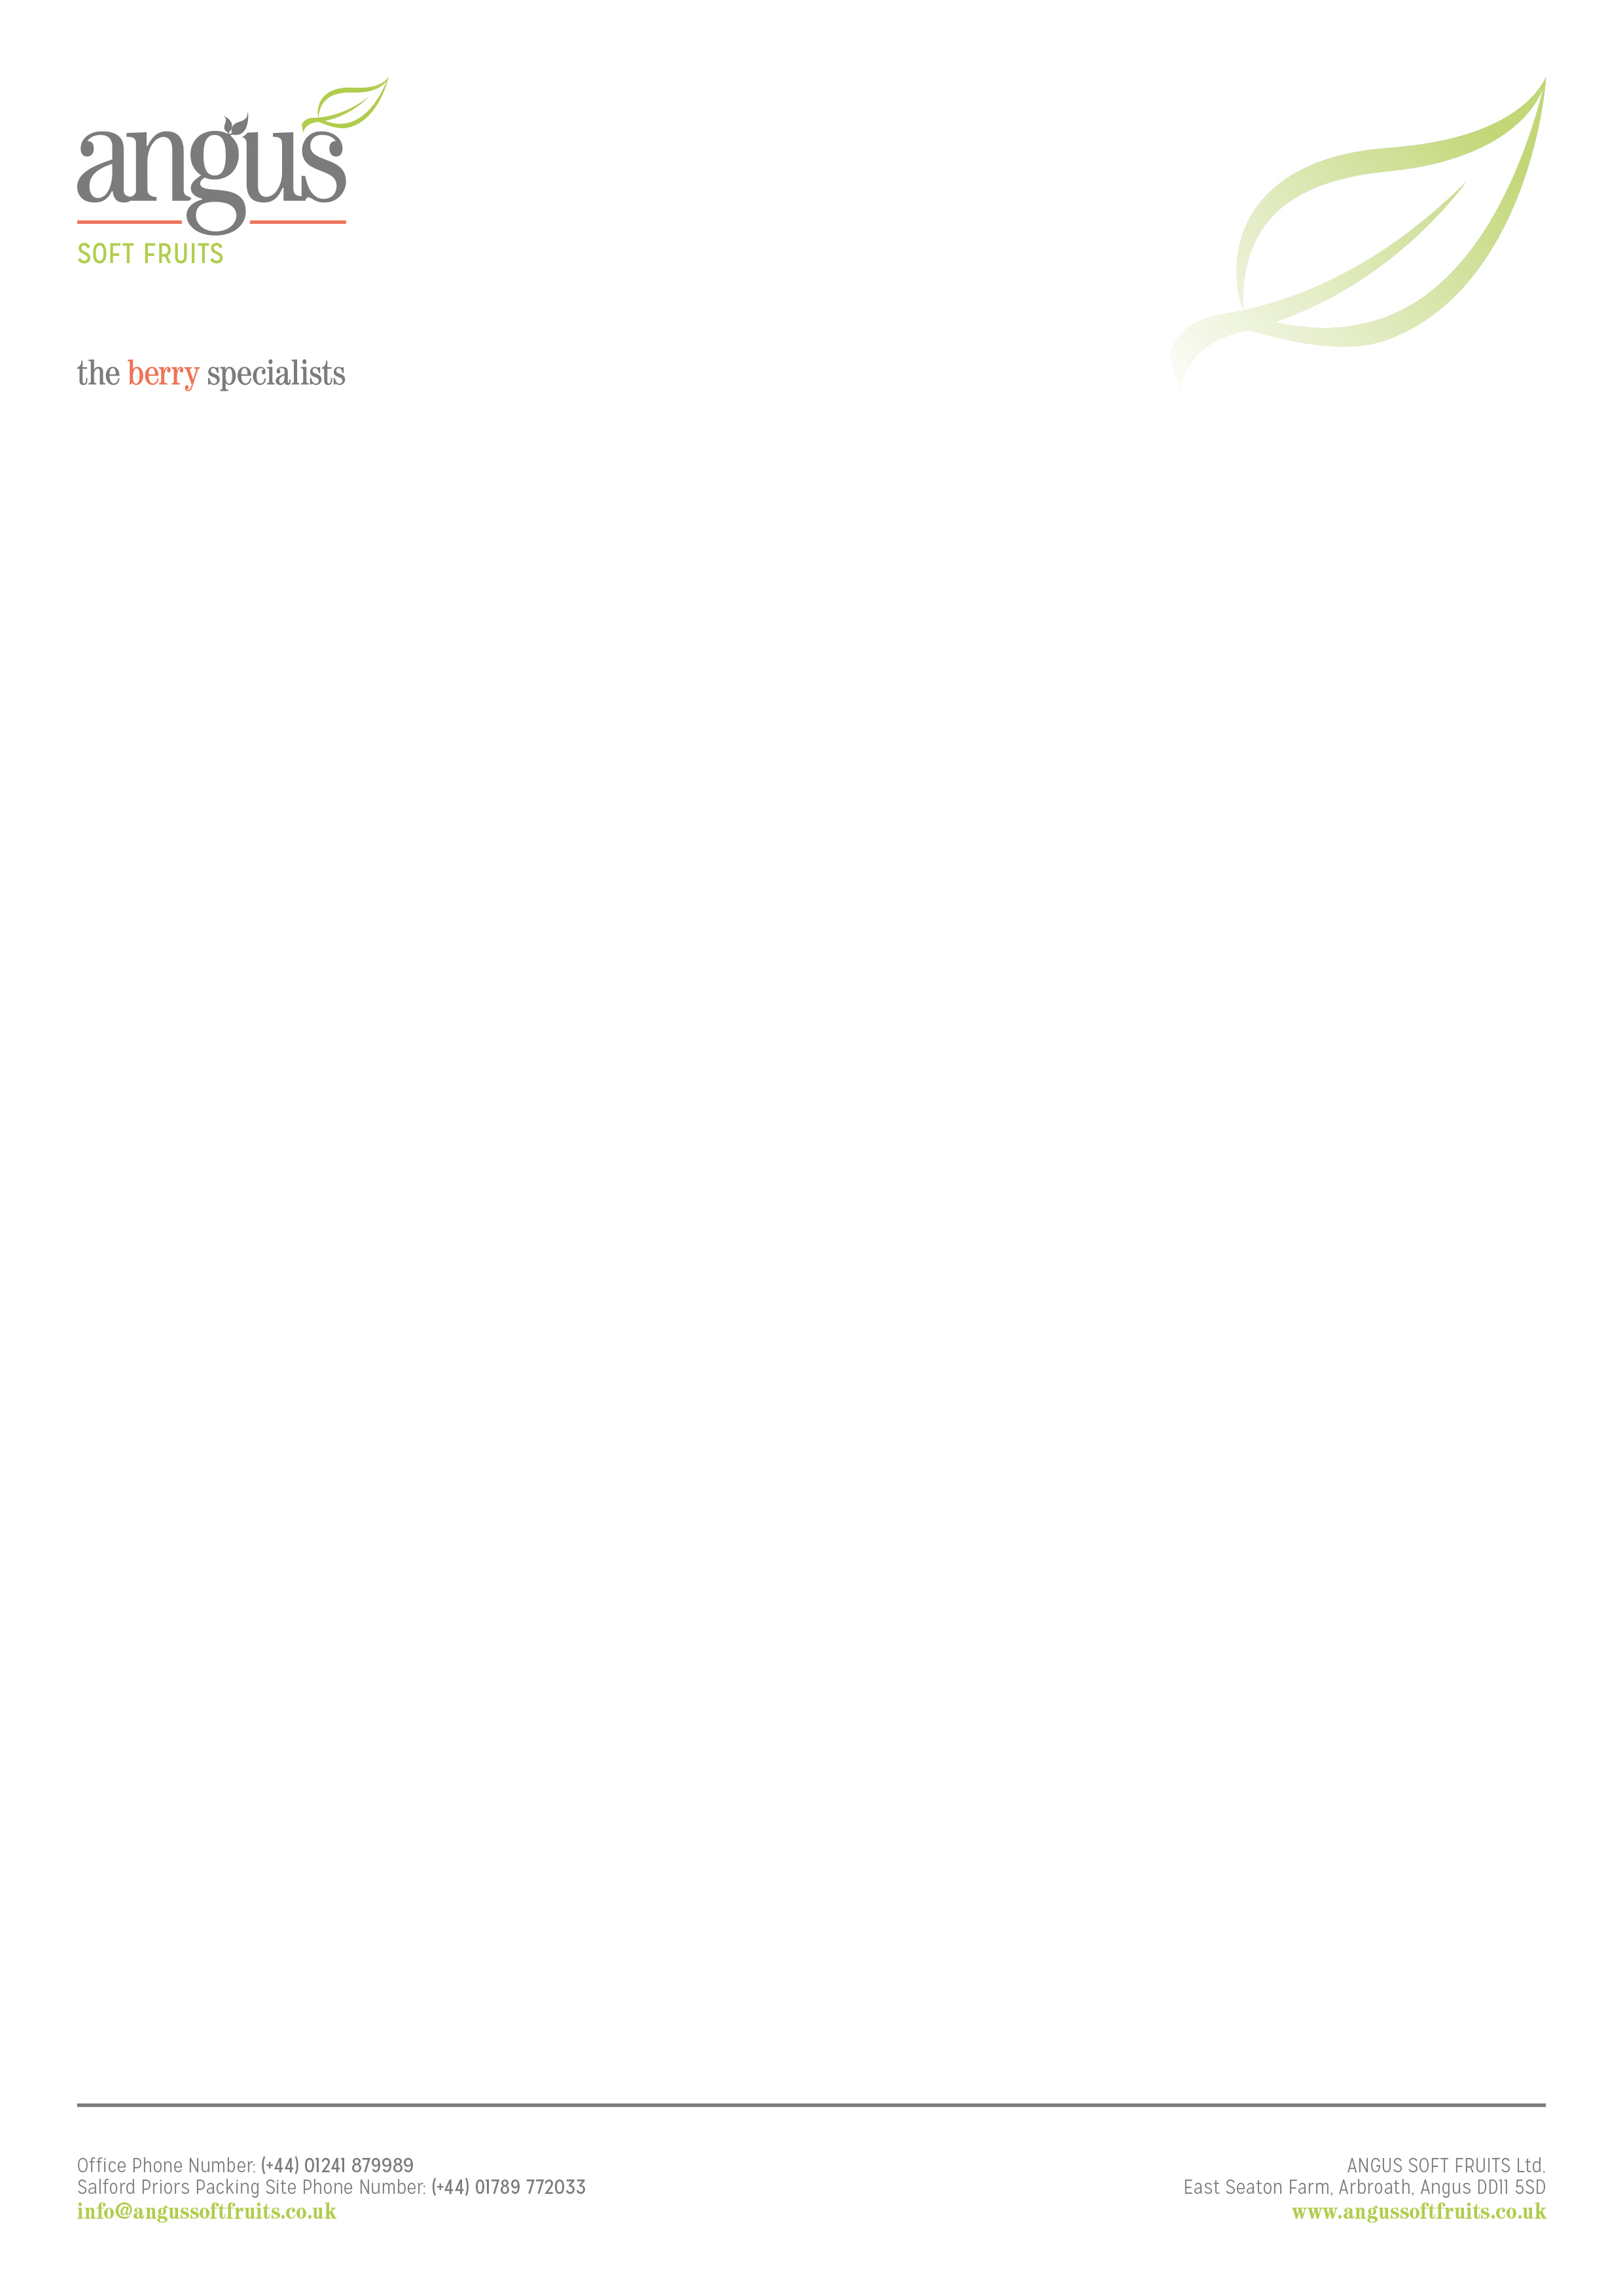 angus
SOFT FRUITS
the berry specialists
Office Phone Number: (+44) 01241 879989
Salford Priors Packing Site Phone Number: (+44) 01789 772033
info@angussoftfruits.co.uk
ANGUS SOFT FRUITS Ltd.
East Seaton Farm, Arbroath, Angus DD11 5SD
www.angussoftfruits.co.uk